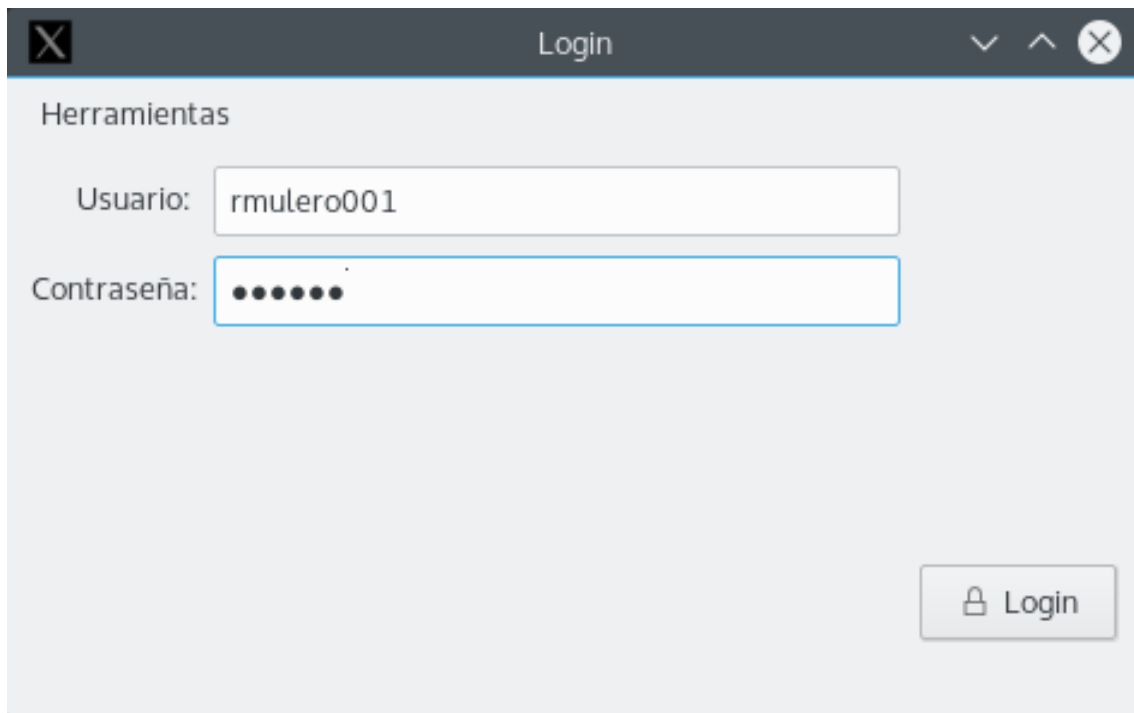 Login
Herramientas
Usuario: rmulero001
Contraseña: ●●●●●●
Login